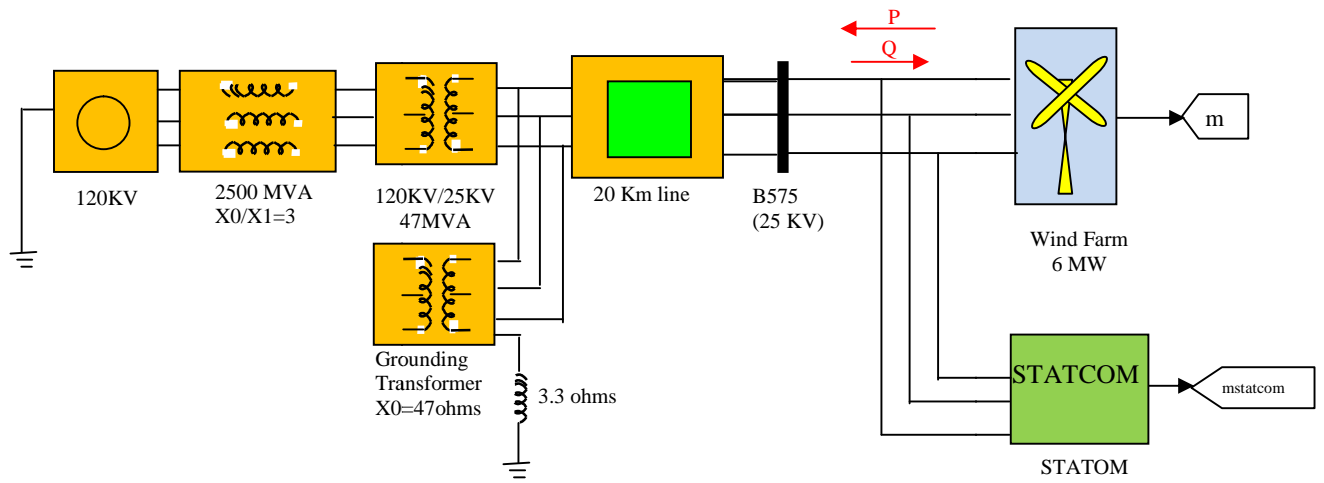 P
Q
120KV
2500 MVA
X0/X1=3
120KV/25KV
47MVA
20 Km line
B575
(25 KV)
Wind Farm
6 MW
m
Grounding
Transformer
X0=47ohms
3.3 ohms
STATCOM
mstatcom
STATOM